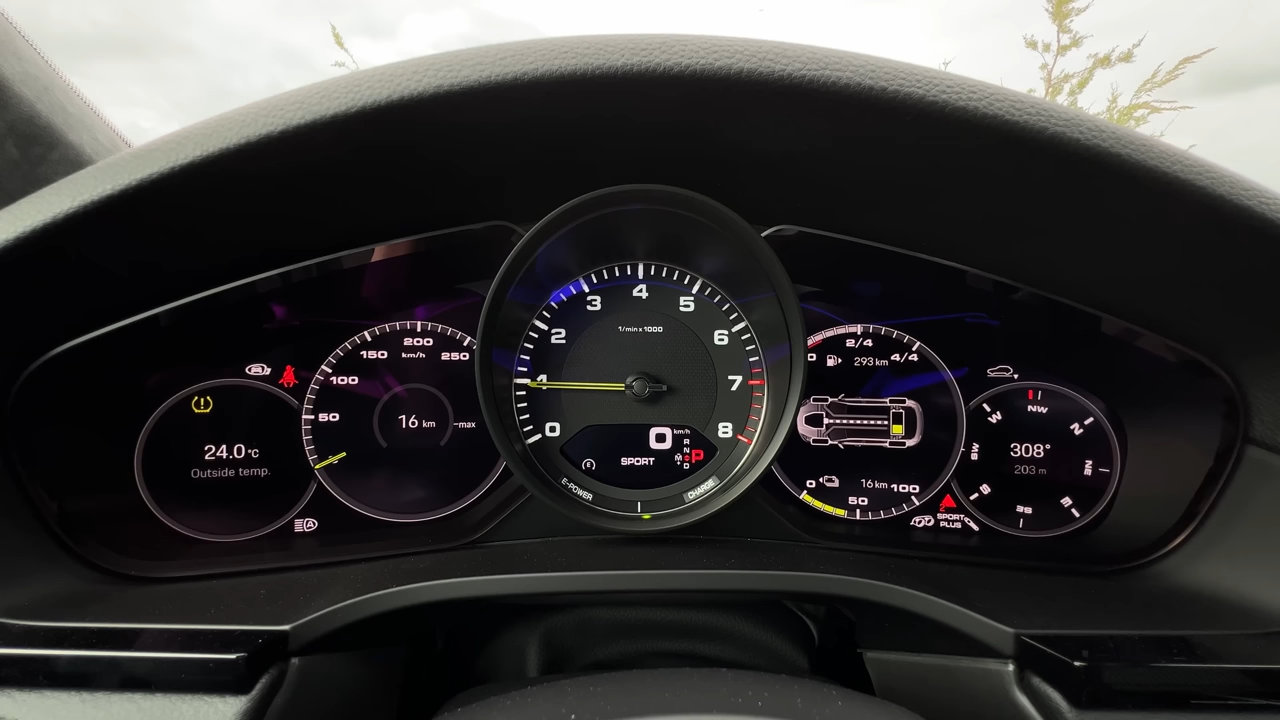 24.0 °C
Outside temp.
50
100
150
200
250
km/h
16 km
max
0
1
2
3
4
5
6
7
8
1/min x 1000
0 km/h
SPORT
R
N
D
M
P
E
E-POWER
CHARGE
0
2/4
4/4
293 km
0
50
100
16 km
SPORT
PLUS
NW
N
NE
E
SE
S
SW
W
308°
203 m
A